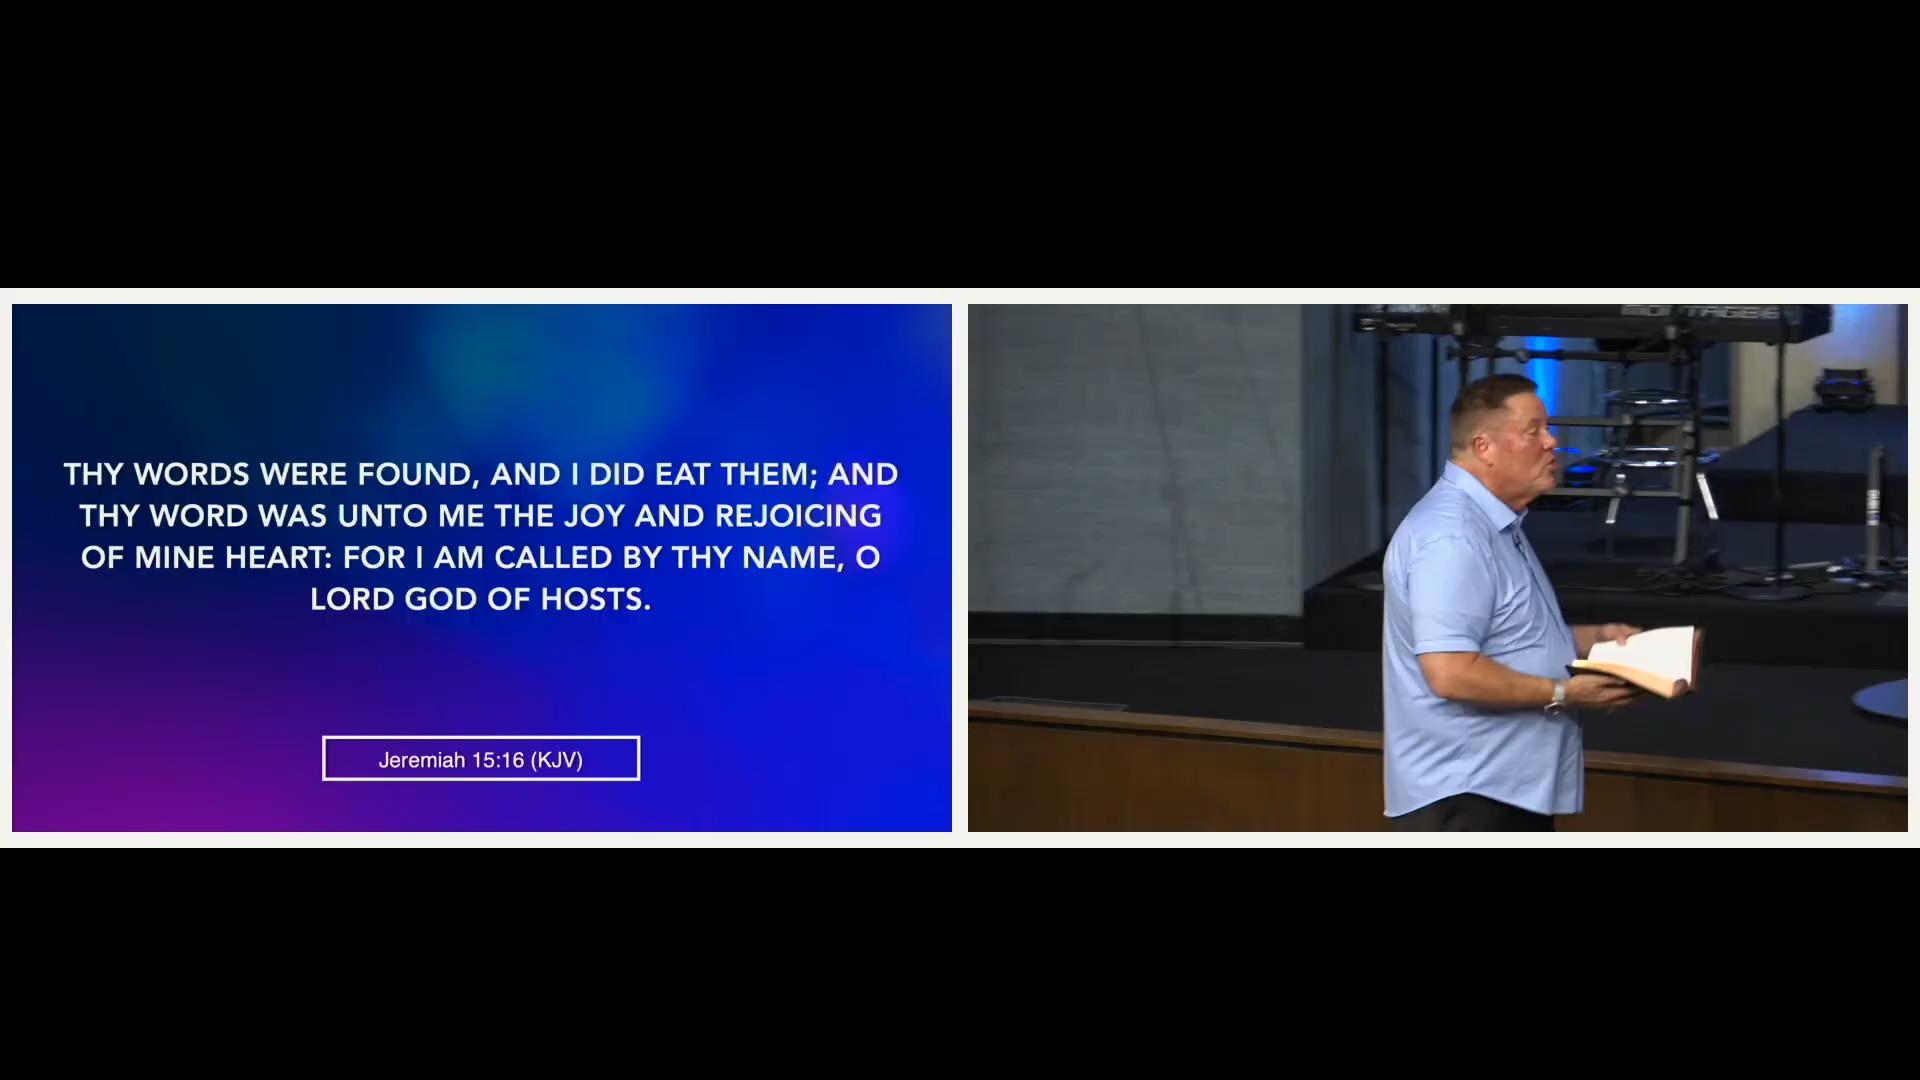 THY WORDS WERE FOUND, AND I DID EAT THEM; AND
THY WORD WAS UNTO ME THE JOY AND REJOICING
OF MINE HEART: FOR I AM CALLED BY THY NAME, O
LORD GOD OF HOSTS.
Jeremiah 15:16 (KJV)